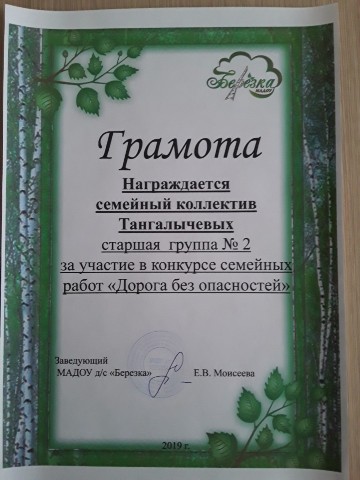 Берёзка
МАДОУ
Грамота
Награждается
семейный коллектив
Тангалычевых
старшая группа № 2
за участие в конкурсе семейных
работ «Дорога без опасностей»
Заведующий
МАДОУ д/с «Березка» Е.В. Моисеева
2019 г.